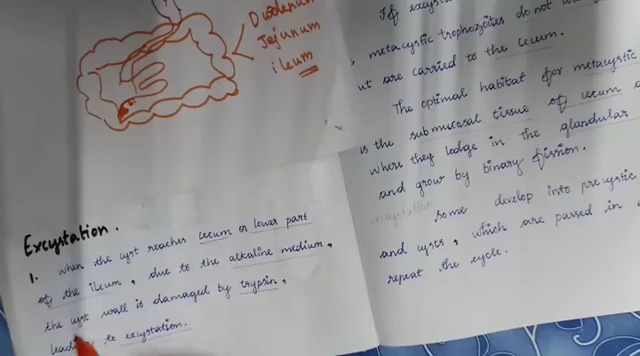 Duodenum
Jejunum
ileum
Excystation.
1. when the cyst reaches cecum or lower part
of the ileum, due to the alkaline medium,
the cyst wall is damaged by trypsin,
leading to excystation.
If excyst
metacystic trophozoites do not
ut are carried to the cecum.
The optimal habitat for metacystic
is the submucosal tissue of cecum
where they lodge in the glandular
and grow by binary fission.
some develop into precystic
and cysts, which are passed in
repeat the cycle.